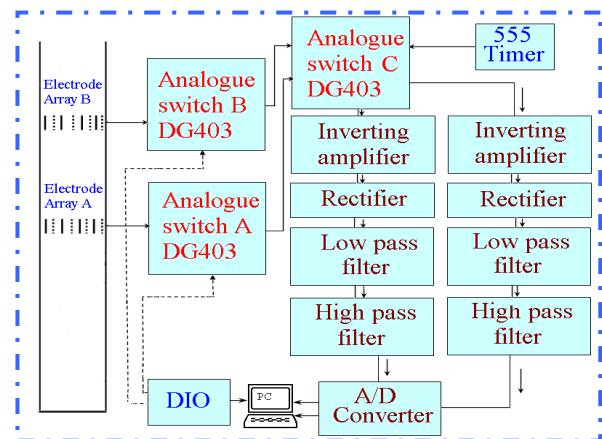 Electrode
Array B
Analogue
switch B
DG403
Analogue
switch C
DG403
555
Timer
Electrode
Array A
Analogue
switch A
DG403
Inverting
amplifier
Rectifier
Low pass
filter
High pass
filter
Inverting
amplifier
Rectifier
Low pass
filter
High pass
filter
DIO
PC
A/D
Converter